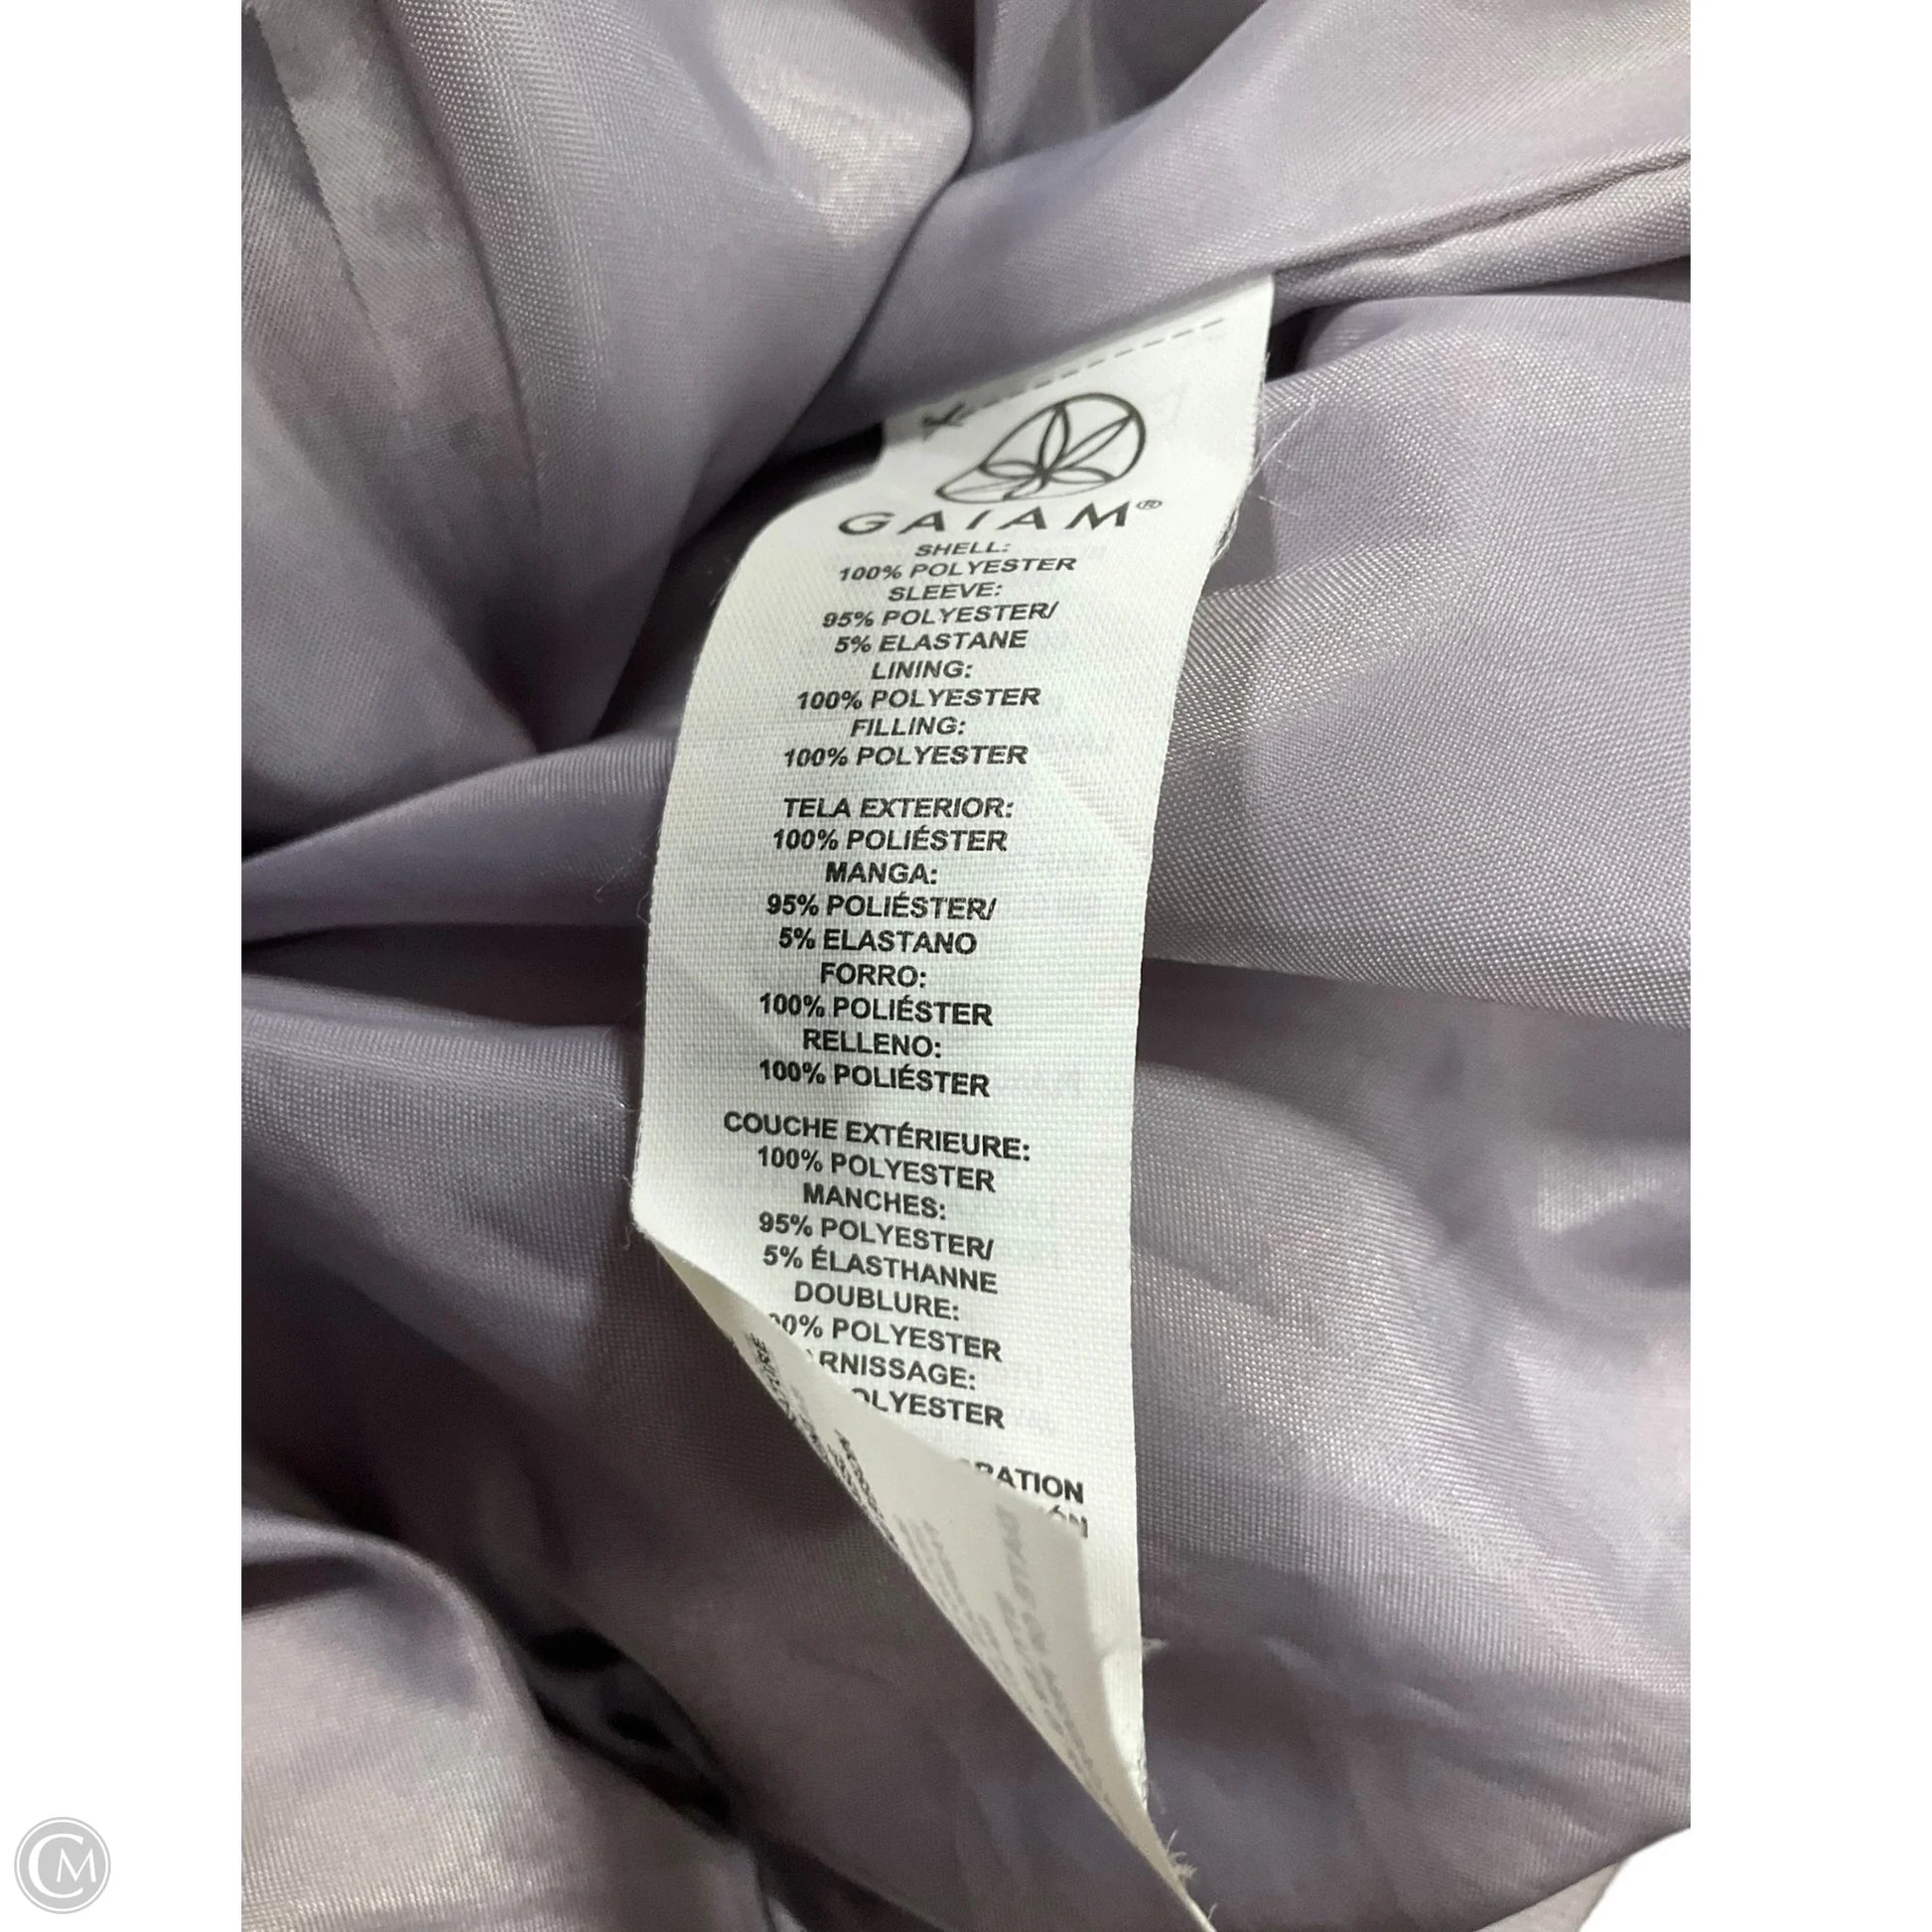 GAIAM®
SHELL:
100% POLYESTER
SLEEVE:
95% POLYESTER/
5% ELASTANE
LINING:
100% POLYESTER
FILLING:
100% POLYESTER
TELA EXTERIOR:
100% POLIÉSTER
MANGA:
95% POLIÉSTER/
5% ELASTANO
FORRO:
100% POLIÉSTER
RELLENO:
100% POLIÉSTER
COUCHE EXTÉRIEURE:
100% POLYESTER
MANCHES:
95% POLYESTER/
5% ÉLASTHANNE
DOUBLURE:
POLYESTER
CM